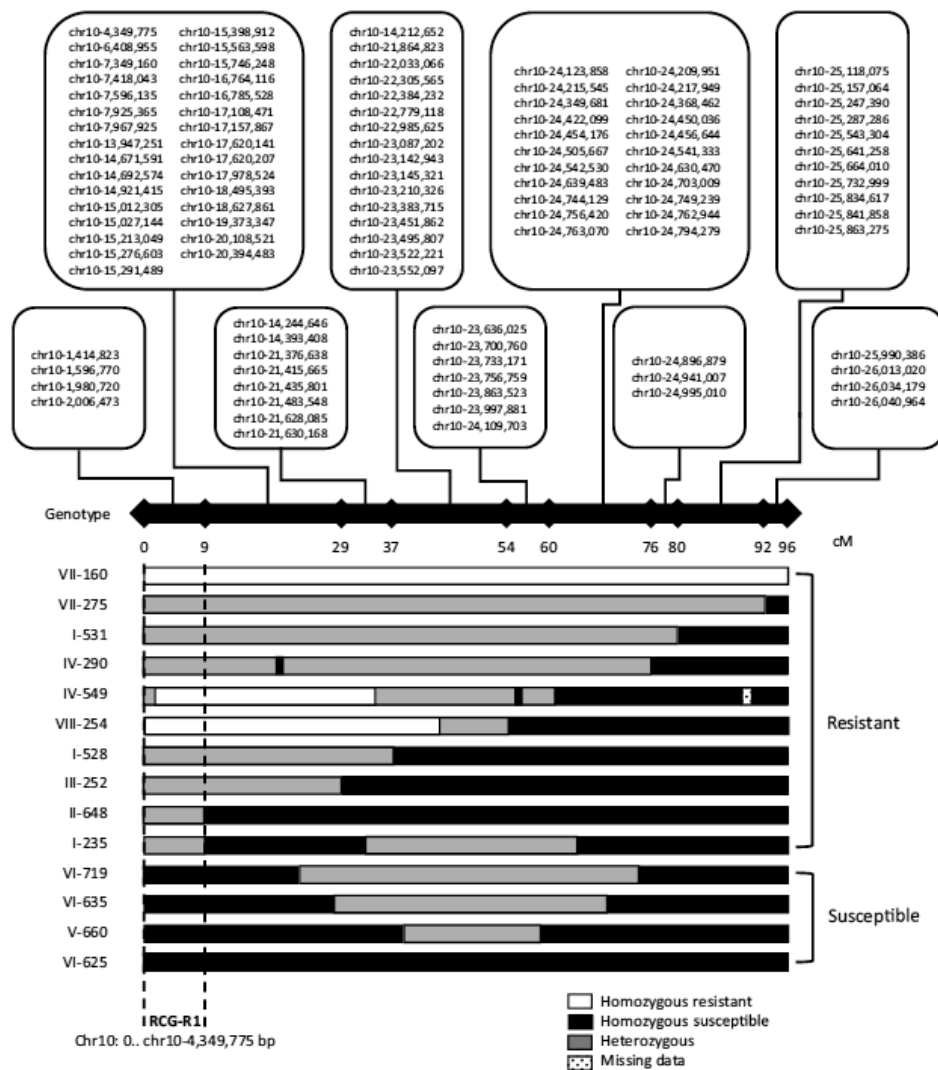 chr10-4,349,775 chr10-15,398,912
chr10-6,408,955 chr10-15,563,598
chr10-7,349,160 chr10-15,746,248
chr10-7,418,043 chr10-16,764,116
chr10-7,596,135 chr10-16,785,528
chr10-7,925,365 chr10-17,108,471
chr10-7,967,925 chr10-17,157,867
chr10-13,947,251 chr10-17,620,141
chr10-14,671,591 chr10-17,620,207
chr10-14,692,574 chr10-17,978,524
chr10-14,921,415 chr10-18,495,393
chr10-15,012,305 chr10-18,627,861
chr10-15,027,144 chr10-19,373,347
chr10-15,213,049 chr10-20,108,521
chr10-15,276,603 chr10-20,394,483
chr10-15,291,489
chr10-14,212,652
chr10-21,864,823
chr10-22,033,066
chr10-22,305,565
chr10-22,384,232
chr10-22,779,118
chr10-22,985,625
chr10-23,087,202
chr10-23,142,943
chr10-23,145,321
chr10-23,210,326
chr10-23,383,715
chr10-23,451,862
chr10-23,495,807
chr10-23,522,221
chr10-23,552,097
chr10-24,123,858 chr10-24,209,951
chr10-24,215,545 chr10-24,217,949
chr10-24,349,681 chr10-24,368,462
chr10-24,422,099 chr10-24,450,036
chr10-24,454,176 chr10-24,456,644
chr10-24,505,667 chr10-24,541,333
chr10-24,542,530 chr10-24,630,470
chr10-24,639,483 chr10-24,703,009
chr10-24,744,129 chr10-24,749,239
chr10-24,756,420 chr10-24,762,944
chr10-24,763,070 chr10-24,794,279
chr10-25,118,075
chr10-25,157,064
chr10-25,247,390
chr10-25,287,286
chr10-25,543,304
chr10-25,641,258
chr10-25,664,010
chr10-25,732,999
chr10-25,834,617
chr10-25,841,858
chr10-25,863,275
chr10-1,414,823
chr10-1,596,770
chr10-1,980,720
chr10-2,006,473
chr10-14,244,646
chr10-14,393,408
chr10-21,376,638
chr10-21,415,665
chr10-21,435,801
chr10-21,483,548
chr10-21,628,085
chr10-21,630,168
chr10-23,636,025
chr10-23,700,760
chr10-23,733,171
chr10-23,756,759
chr10-23,863,523
chr10-23,997,881
chr10-24,109,703
chr10-24,896,879
chr10-24,941,007
chr10-24,995,010
chr10-25,990,386
chr10-26,013,020
chr10-26,034,179
chr10-26,040,964
Genotype
0 9 29 37 54 60 76 80 92 96 cM
VII-160
VII-275
I-531
IV-290
IV-549
VIII-254
I-528
III-252
II-648
I-235
VI-719
VI-635
V-660
VI-625
Resistant
Susceptible
RCG-R1
Chr10: 0.. chr10-4,349,775 bp
Homozygous resistant
Homozygous susceptible
Heterozygous
Missing data